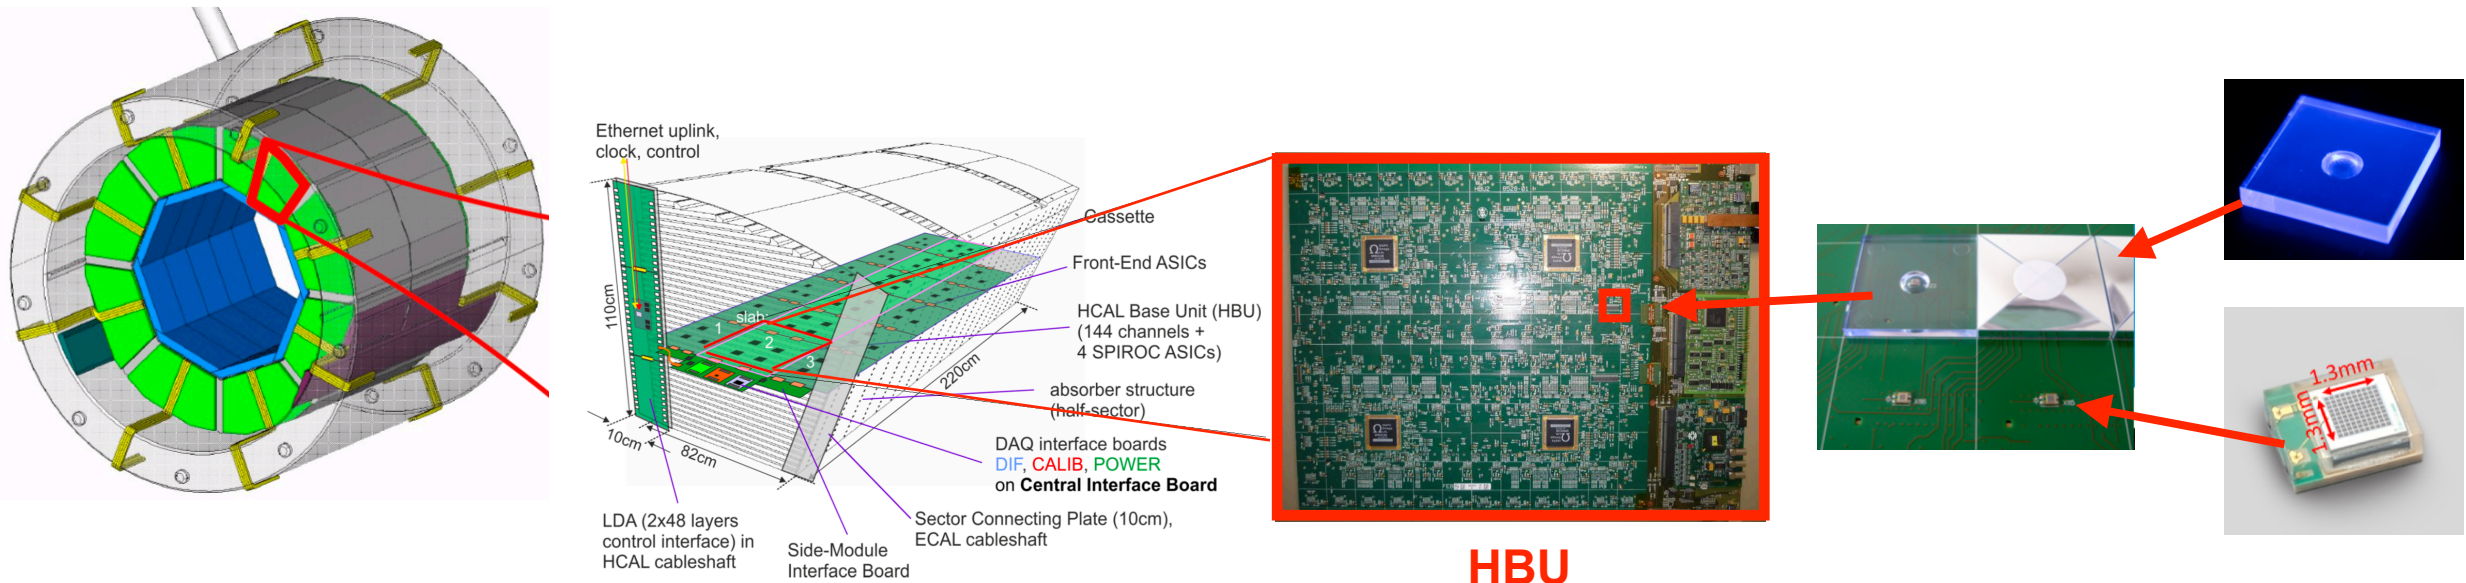 Ethernet uplink,
clock, control
110cm
10cm
82cm
220cm
slab:
1
2
3
Cassette
Front-End ASICs
HCAL Base Unit (HBU)
(144 channels +
4 SPIROC ASICs)
absorber structure
(half-sector)
DAQ interface boards
DIF, CALIB, POWER
on Central Interface Board
Sector Connecting Plate (10cm),
ECAL cableshaft
Side-Module
Interface Board
LDA (2x48 layers
control interface) in
HCAL cableshaft
HBU
1.3mm
1.3mm